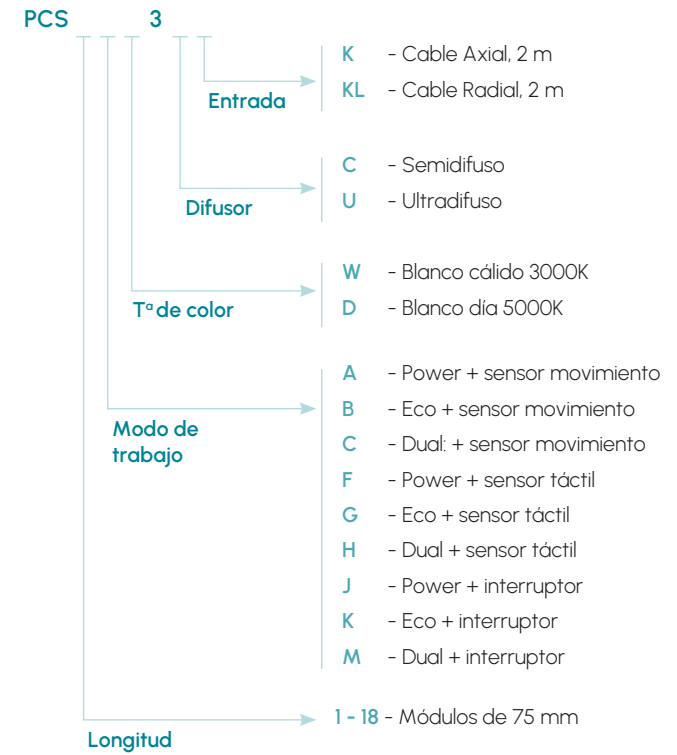 PCS 3
K - Cable Axial, 2 m
KL - Cable Radial, 2 m
Entrada
C - Semidifuso
U - Ultradifuso
Difusor
W - Blanco cálido 3000K
D - Blanco día 5000K
Tª de color
A - Power + sensor movimiento
B - Eco + sensor movimiento
C - Dual: + sensor movimiento
F - Power + sensor táctil
G - Eco + sensor táctil
H - Dual + sensor táctil
J - Power + interruptor
K - Eco + interruptor
M - Dual + interruptor
Modo de
trabajo
1 - 18 - Módulos de 75 mm
Longitud